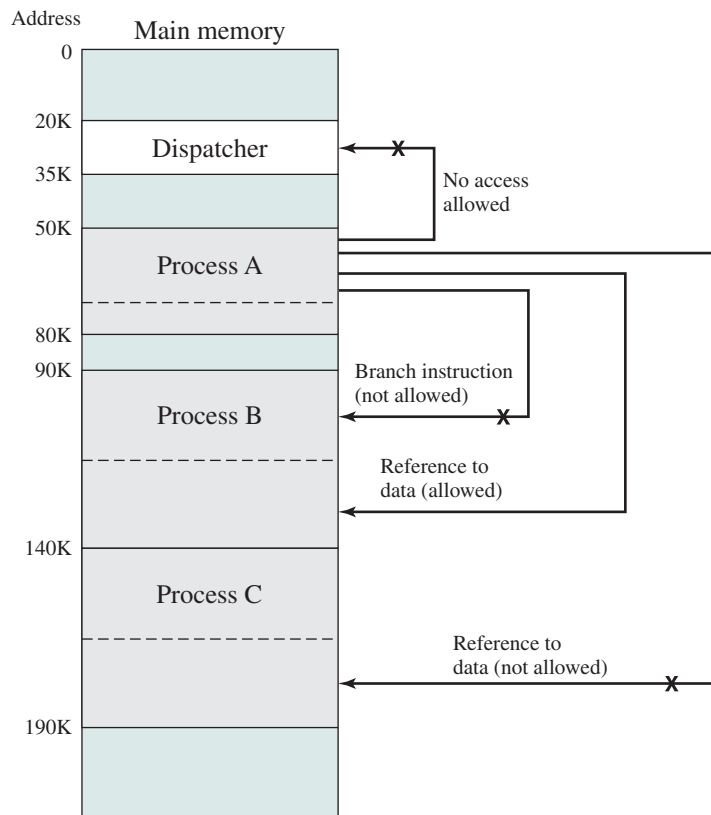 Address
Main memory
0
20K
Dispatcher
35K
No access
allowed
50K
Process A
80K
90K
Branch instruction
(not allowed)
Process B
Reference to
data (allowed)
140K
Process C
Reference to
data (not allowed)
190K